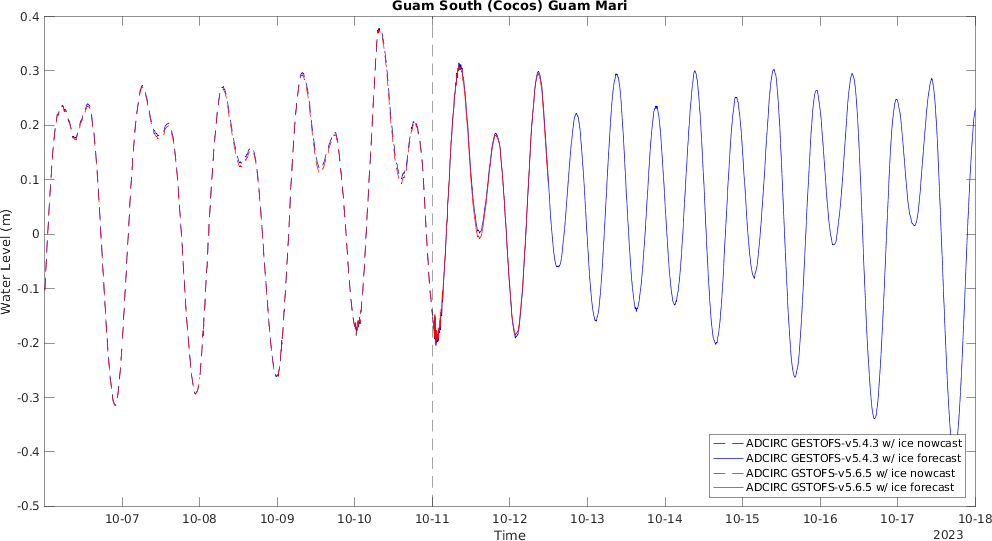 Guam South (Cocos) Guam Mari
0.4
0.3
0.2
0.1
0
-0.1
-0.2
-0.3
-0.4
-0.5
Water Level (m)
ADCIRC GESTOFS-v5.4.3 w/ ice nowcast
ADCIRC GESTOFS-v5.4.3 w/ ice forecast
ADCIRC GSTOFS-v5.6.5 w/ ice nowcast
ADCIRC GSTOFS-v5.6.5 w/ ice forecast
10-07 10-08 10-09 10-10 10-11 10-12 10-13 10-14 10-15 10-16 10-17 10-18
Time
2023